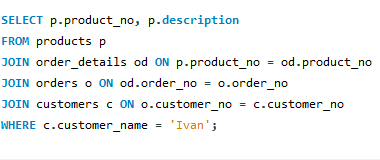 SELECT p.product_no, p.description
FROM products p
JOIN order_details od ON p.product_no = od.product_no
JOIN orders o ON od.order_no = o.order_no
JOIN customers c ON o.customer_no = c.customer_no
WHERE c.customer_name = 'Ivan';